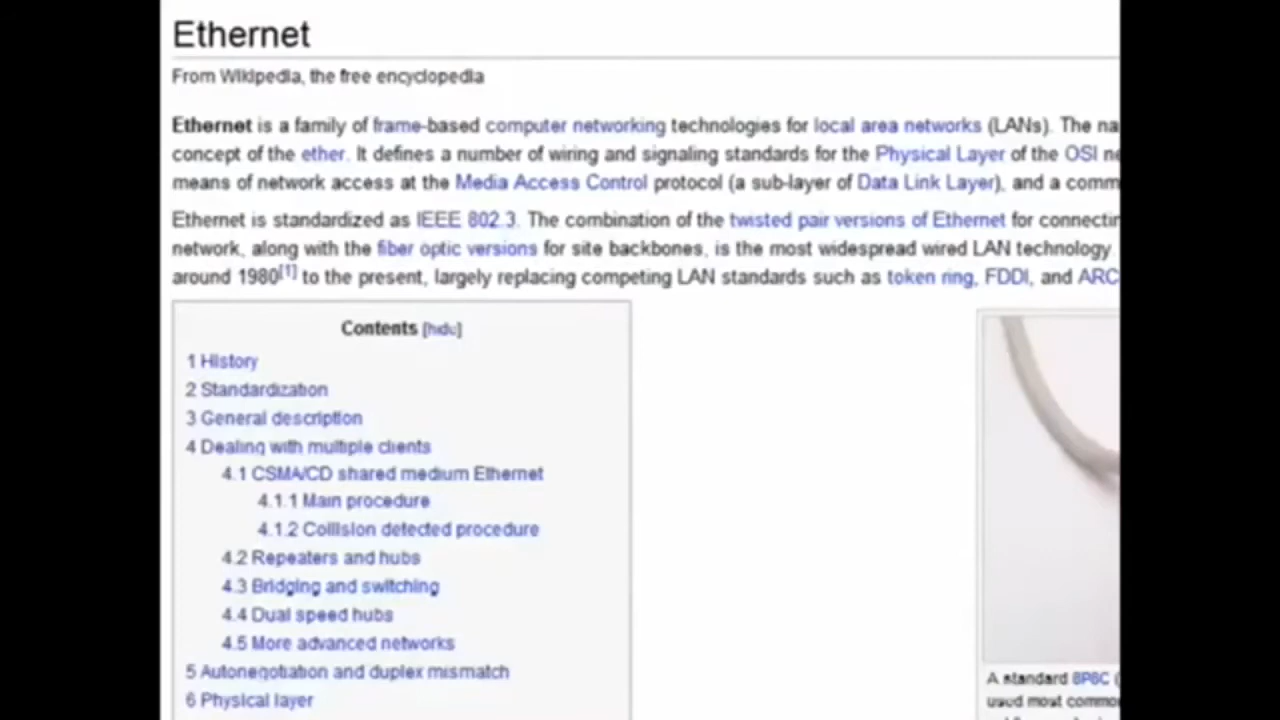 Ethernet
From Wikipedia, the free encyclopedia
Ethernet is a family of frame-based computer networking technologies for local area networks (LANs). The na
concept of the ether. It defines a number of wiring and signaling standards for the Physical Layer of the OSI ne
means of network access at the Media Access Control protocol (a sub-layer of Data Link Layer), and a comm
Ethernet is standardized as IEEE 802.3. The combination of the twisted pair versions of Ethernet for connectin
network, along with the fiber optic versions for site backbones, is the most widespread wired LAN technology
around 1980[1] to the present, largely replacing competing LAN standards such as token ring, FDDI, and ARC
Contents [hide]
1 History
2 Standardization
3 General description
4 Dealing with multiple clients
4.1 CSMA/CD shared medium Ethernet
4.1.1 Main procedure
4.1.2 Collision detected procedure
4.2 Repeaters and hubs
4.3 Bridging and switching
4.4 Dual speed hubs
4.5 More advanced networks
5 Autonegotiation and duplex mismatch
6 Physical layer
A standard 8P8C (
used most commo